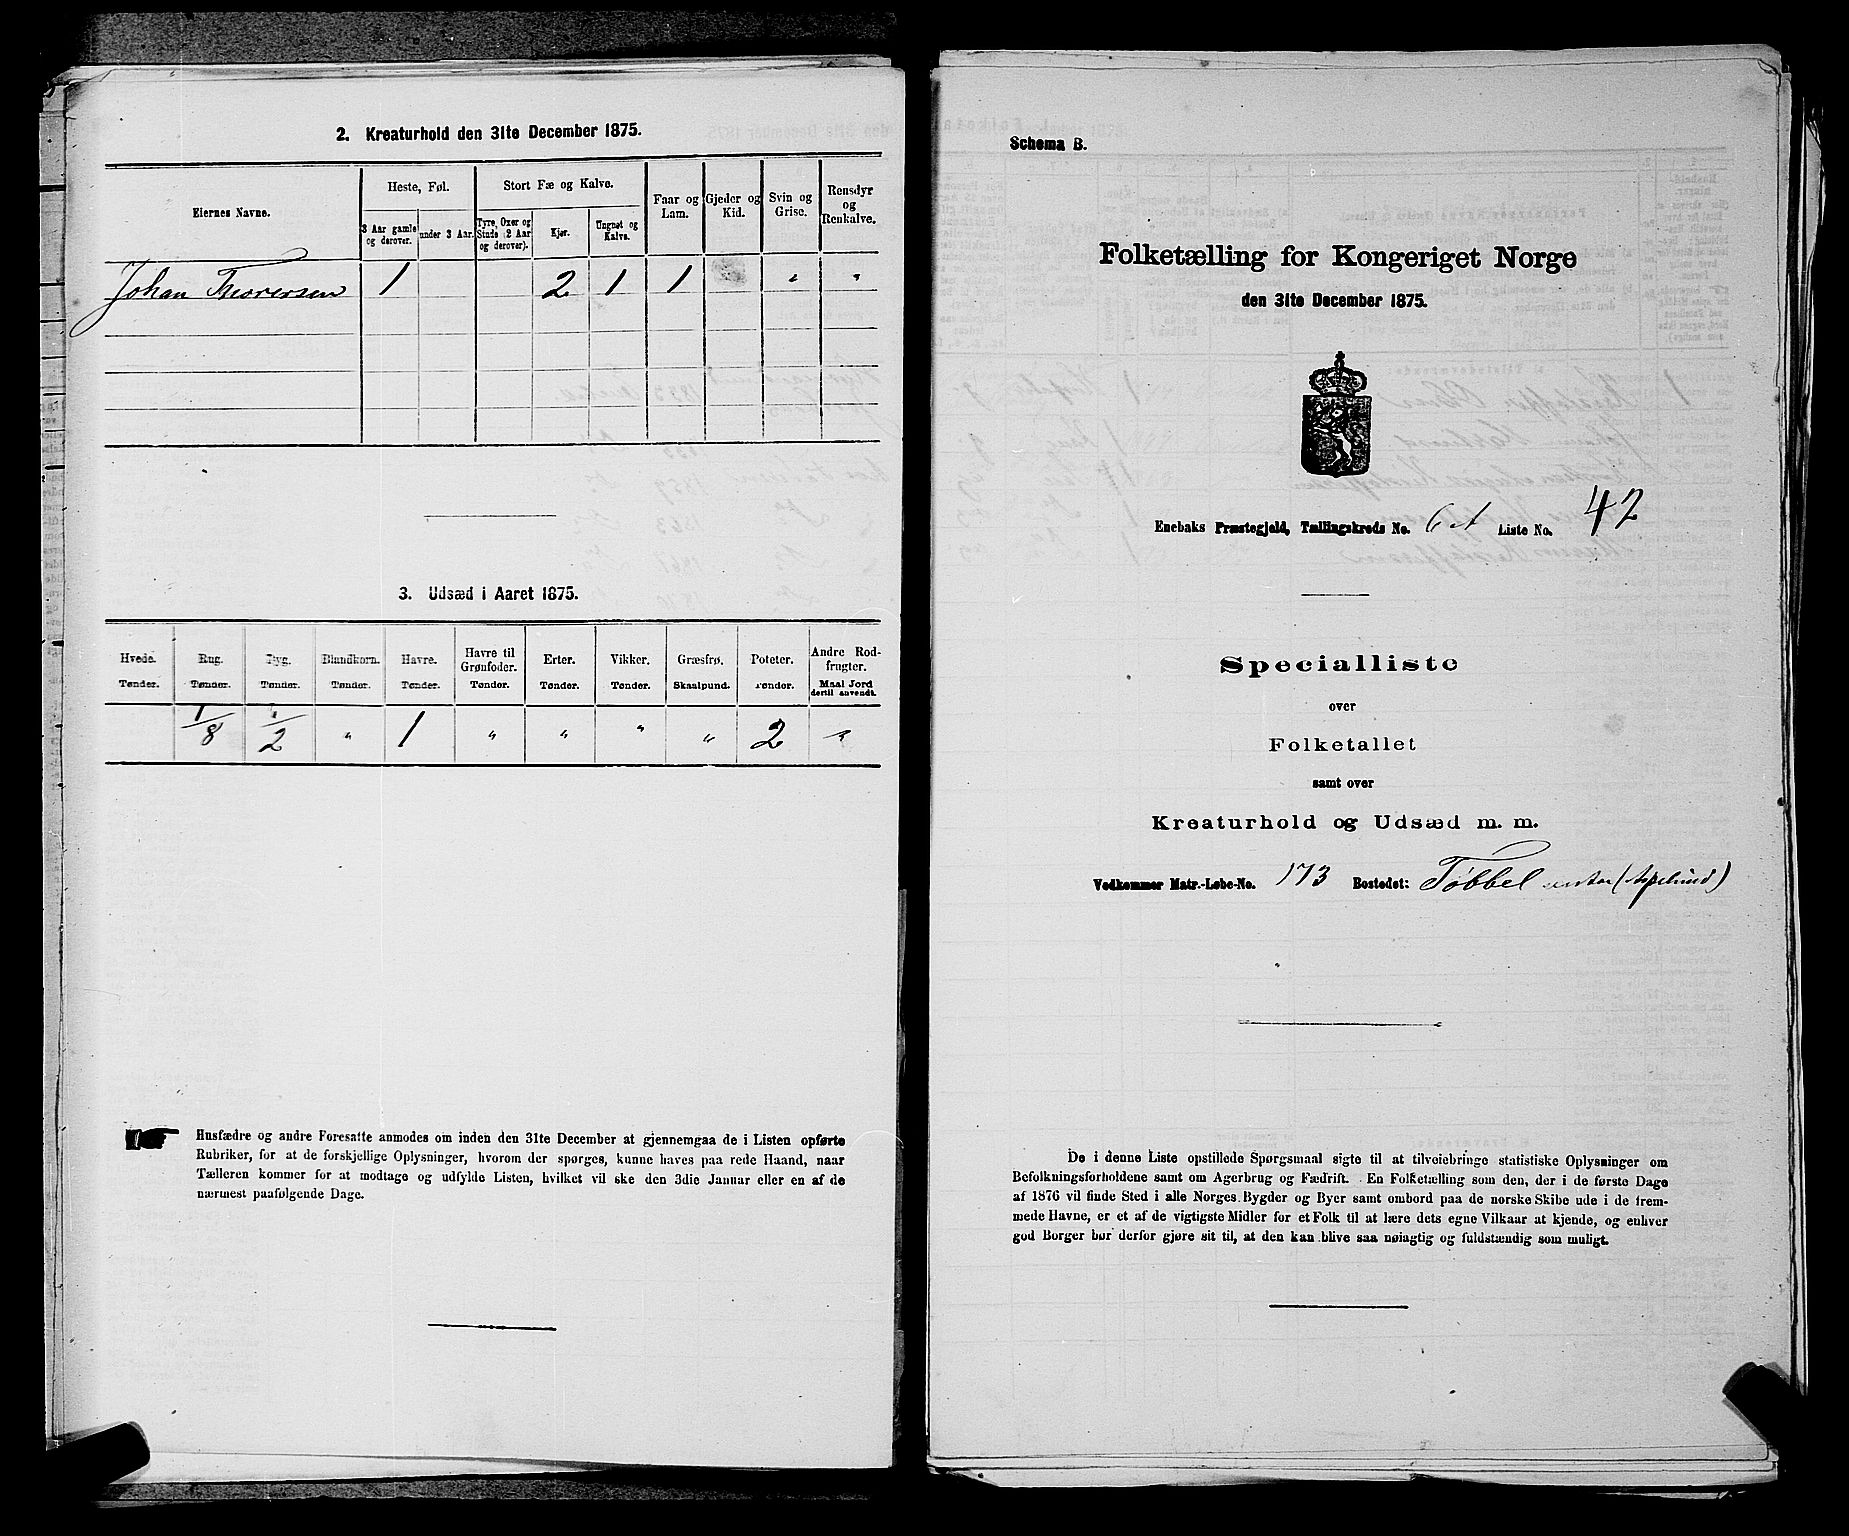 2. Kreaturhold den 31te December 1875.
Eiernes Navne.
Heste, Føl.
3 Aar gamle og derover.
under 3 Aar.
Stort Fæ og Kalve.
Tyre, Oxer og Stude (2 Aar og derover).
Kjør.
Ungnøt og Kalve.
Faar og Lam.
Gjeder og Kid.
Svin og Grise.
Rensdyr og Renkalve.
Johan Thorersen 1 2 1 1 " "
3. Udsæd i Aaret 1875.
Hvede. Rug. Byg. Blandkorn. Havre. Havre til Grønfoder. Erter. Vikker. Græsfrø. Poteter. Andre Rodfrugter.
Tønder. Tønder. Tønder. Tønder. Tønder. Tønder. Tønder. Tønder. Skaalpund. Tønder. Maal Jord dertil anvendt.
1/8 1/2 " 1 " " " " 2 "
Husfædre og andre Foresatte anmodes om inden den 31te December at gjennemgaa de i Listen opførte
Rubriker, for at de forskjellige Oplysninger, hvorom der spørges, kunne haves paa rede Haand, naar
Tælleren kommer for at modtage og udfylde Listen, hvilket vil ske den 3die Januar eller en af de
nærmest paafølgende Dage.
Schema B.
Folketælling for Kongeriget Norge
den 31te December 1875.
Enebaks Præstegjeld, Tællingskreds No. 6 A Liste No. 42
Specialliste
over
Folketallet
samt over
Kreaturhold og Udsæd m. m.
Vedkommer Matr.-Løbe-No. 173 Bostedet: Tøbbel
De i denne Liste opstillede Spørgsmaal sigte til at tilveiebringe statistiske Oplysninger om
Befolkningsforholdene samt om Agerbrug og Fædrift. En Folketælling som den, der i de første Dage
af 1876 vil finde Sted i alle Norges Bygder og Byer samt ombord paa de norske Skibe ude i de frem-
mede Havne, er et af de vigtigste Midler for et Folk til at lære dets egne Vilkaar at kjende, og enhver
god Borger bør derfor gjøre sit til, at den kan blive saa nøiagtig og fuldstændig som muligt.